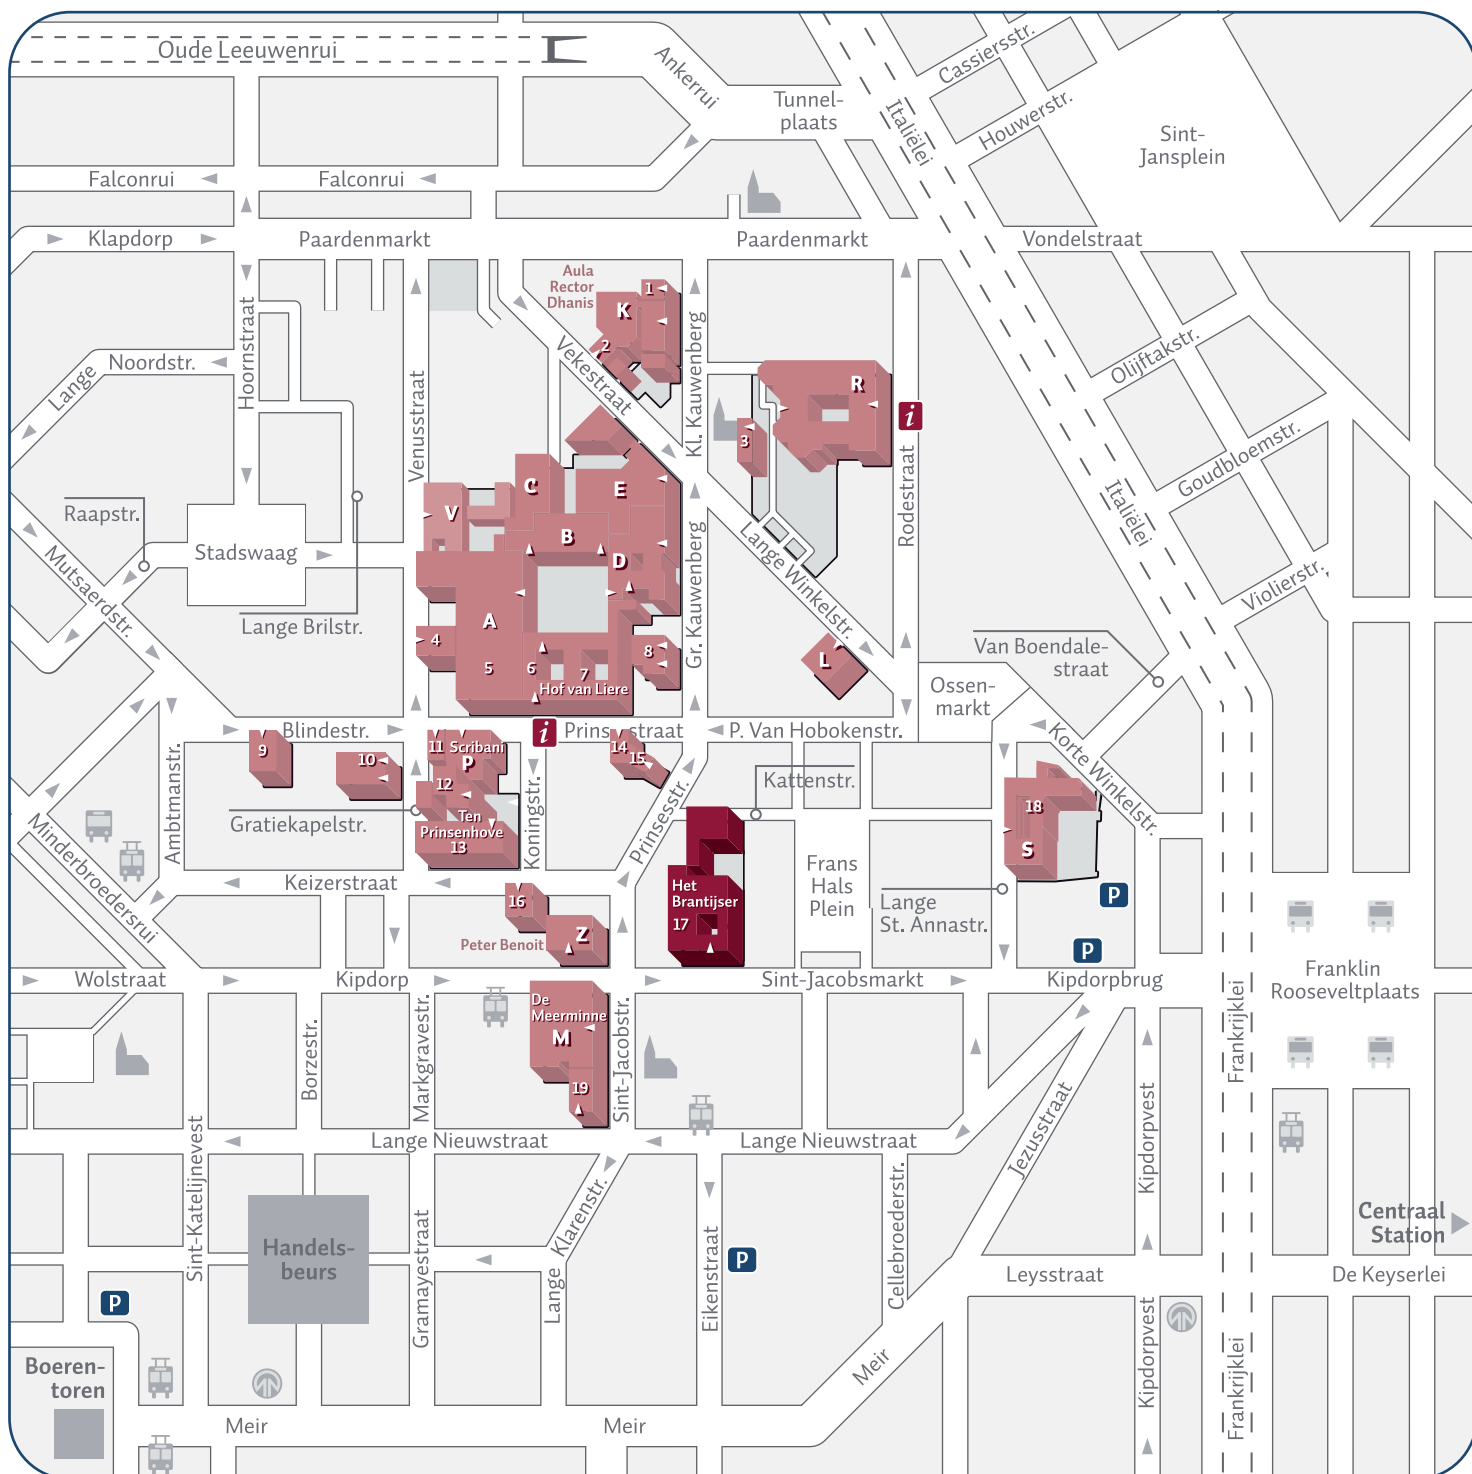 Oude Leeuwenrui
Ankerrui
Tunnel-
plaats
Italiëlei
Cassiersstr.
Houwerstr.
Sint-
Jansplein
Falconrui
Falconrui
Klapdorp
Paardenmarkt
Paardenmarkt
Vondelstraat
Aula
Rector
Dhanis
1
K
2
Vekestraat
Kl. Kauwenberg
Hoornstraat
Noordstr.
Lange
Venusstraat
R
3
i
Rodestraat
Olijftakstr.
Goudbloemstr.
Italiëlei
Violierstr.
Raapstr.
Stadswaag
Mutsaerdstr.
Lange Brilstr.
C
E
V
B
D
A
4
5
6
7
8
Hof van Liere
Gr. Kauwenberg
Lange Winkelstr.
L
Van Boendale-
straat
Ossen-
markt
Blindestr.
i
Prinsstraat
P. Van Hobokenstr.
Korte Winkelstr.
9
10
11
Scribani
P
12
Ten
Prinsenhove
13
14
15
Gratiekapelstr.
Koningstr.
Prinsesstr.
Kattenstr.
Ambtmanstr.
Minderbroedersrui
Keizerstraat
16
Peter Benoit
Z
Het
Brantijser
17
Frans
Hals
Plein
18
S
Lange
St. Annastr.
P
P
Wolstraat
Kipdorp
Sint-Jacobsmarkt
Kipdorpbrug
Franklin
Rooseveltplaats
Borzestr.
Markgravestr.
De
Meerminne
M
19
Sint-Jacobstr.
Frankrijklei
Kipdorpvest
Jezusstraat
Lange Nieuwstraat
Lange Nieuwstraat
Sint-Katelijnevest
Handels-
beurs
Gramayestraat
Lange
Klarenstr.
Eikenstraat
P
Cellebroederstr.
Centraal
Station
Leysstraat
De Keyserlei
P
Boeren-
toren
Kipdorpvest
Frankrijklei
Meir
Meir
Meir